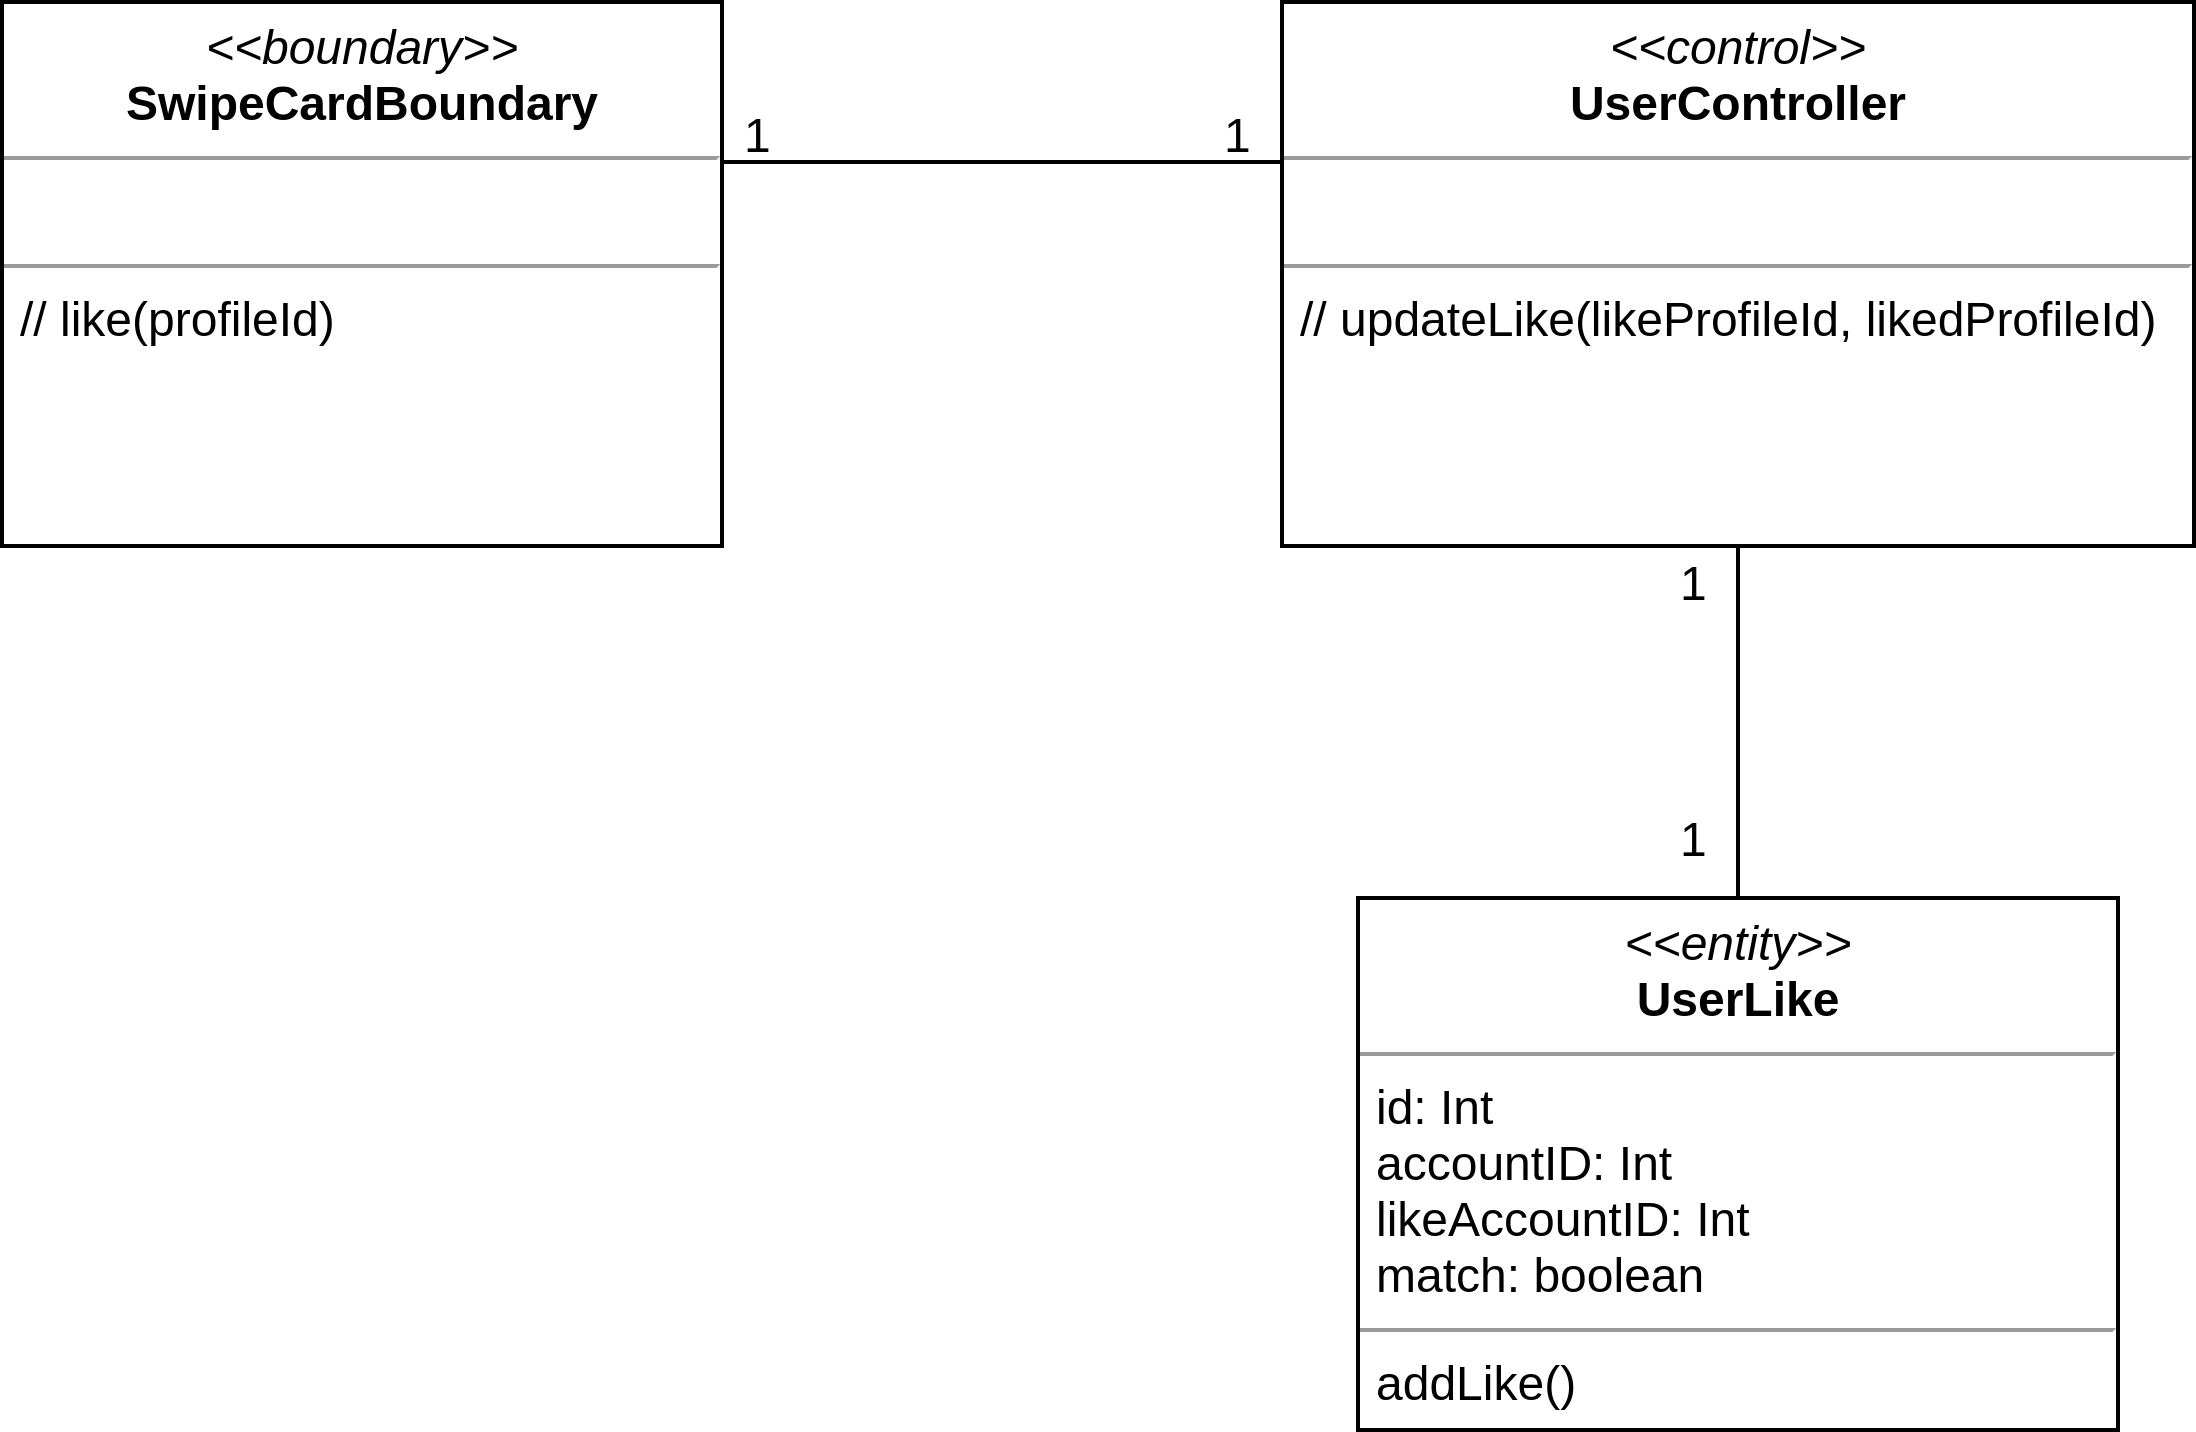 <<boundary>>
SwipeCardBoundary
// like(profileId)
1
1
<<control>>
UserController
// updateLike(likeProfileId, likedProfileId)
1
1
<<entity>>
UserLike
id: Int
accountID: Int
likeAccountID: Int
match: boolean
addLike()